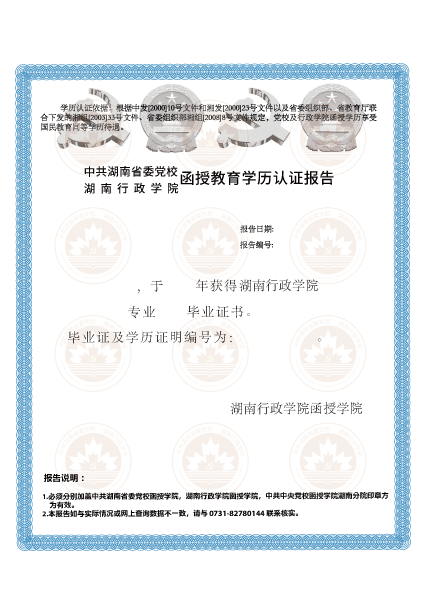 学历认证依据：根据中发[2000]10号文件和湘发[2000]23号文件以及省委组织部、省教育厅联
合下发的湘组[2003]33号文件、省委组织部湘组[2008]8号文件规定，党校及行政学院函授学历享受
国民教育同等学历待遇。
中共湖南省委党校
湖南行政学院 函授教育学历认证报告
报告日期:
报告编号:
，于 年获得湖南行政学院
专业 毕业证书。
毕业证及学历证明编号为: 。
湖南行政学院函授学院
报告说明：
1.必须分别加盖中共湖南省委党校函授学院，湖南行政学院函授学院，中共中央党校函授学院湖南分院印章方
为有效。
2.本报告如与实际情况或网上查询数据不一致，请与 0731-82780144 联系核实。